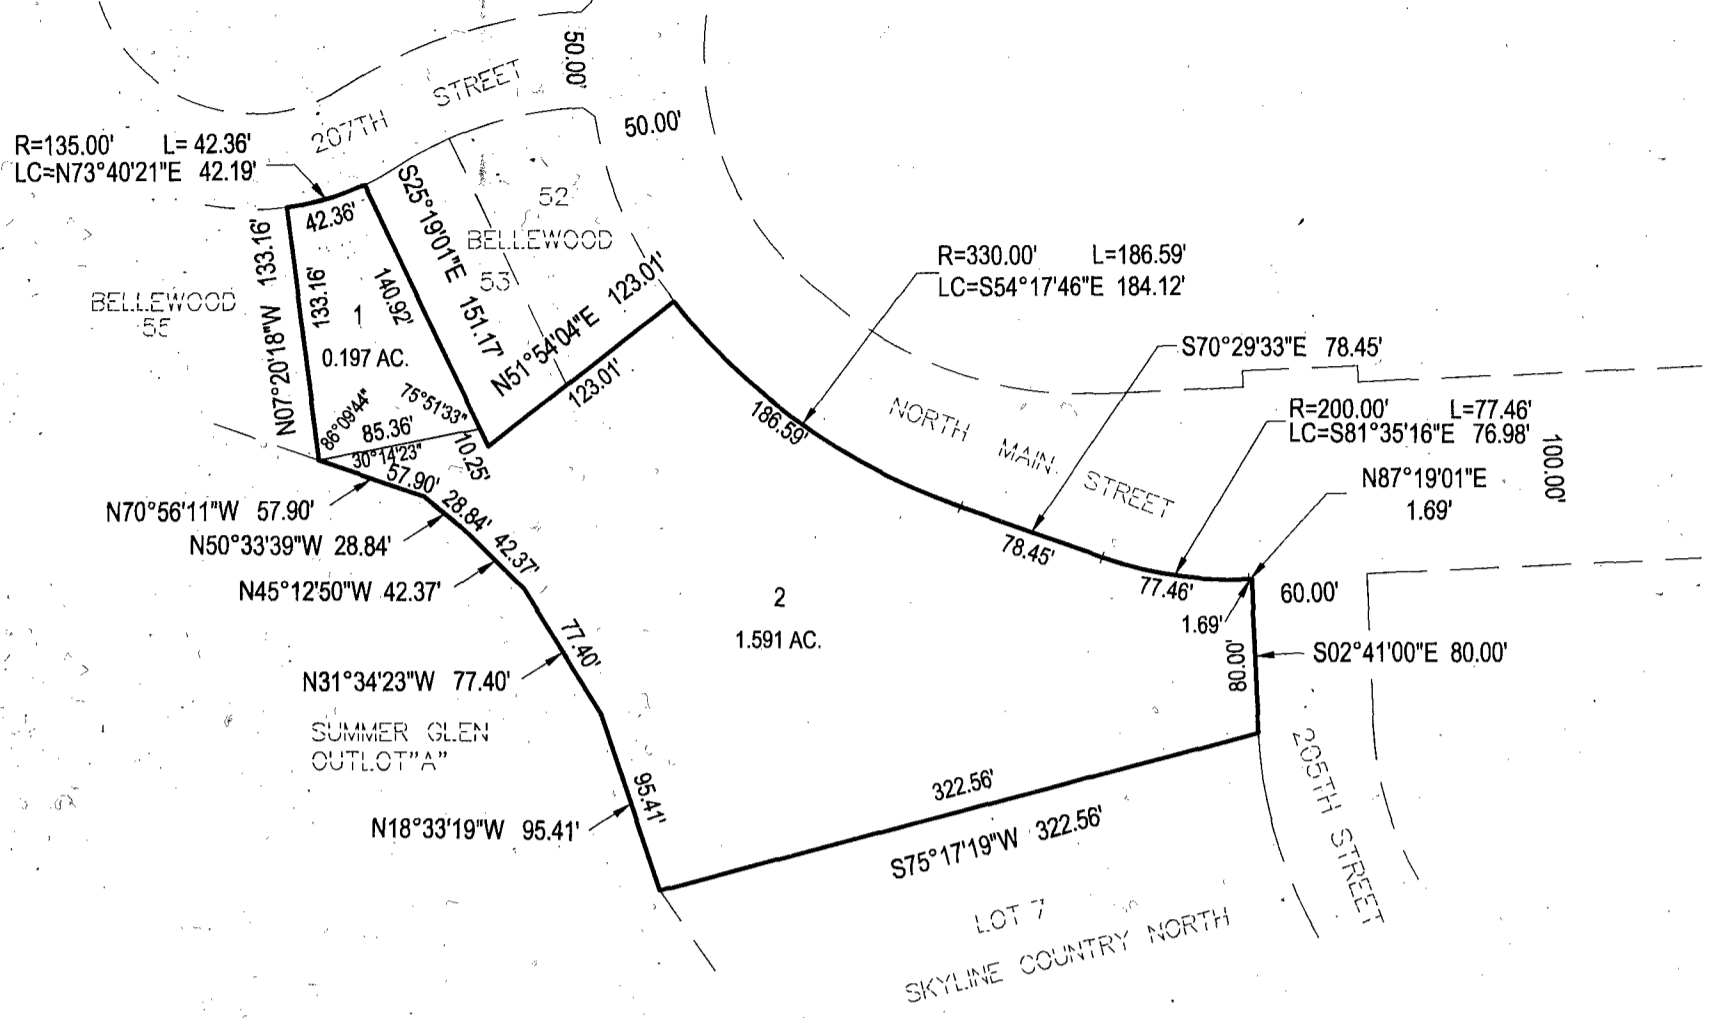 50.00'
207TH STREET
50.00'
R=135.00' L= 42.36'
LC=N73°40'21"E 42.19'
42.36'
S25°19'01"E 151.17'
52
BELLEWOOD
53
N07°20'18"W 133.16'
133.16'
140.92'
1
0.197 AC.
BELLEWOOD
55
N51°54'04"E 123.01'
123.01'
R=330.00' L=186.59'
LC=S54°17'46"E 184.12'
186.59'
S70°29'33"E 78.45'
NORTH MAIN STREET
R=200.00' L=77.46'
LC=S81°35'16"E 76.98'
100.00'
N87°19'01"E
1.69'
86°09'44"
75°51'33"
85.36'
30°14'23"
10.25'
57.90'
N70°56'11"W 57.90'
28.84'
N50°33'39"W 28.84'
42.37'
N45°12'50"W 42.37'
78.45'
77.46'
60.00'
1.69'
2
1.591 AC.
77.40'
N31°34'23"W 77.40'
80.00'
S02°41'00"E 80.00'
SUMMER GLEN
OUTLOT"A"
95.41'
N18°33'19"W 95.41'
322.56'
S75°17'19"W 322.56'
205TH STREET
LOT 7
SKYLINE COUNTRY NORTH